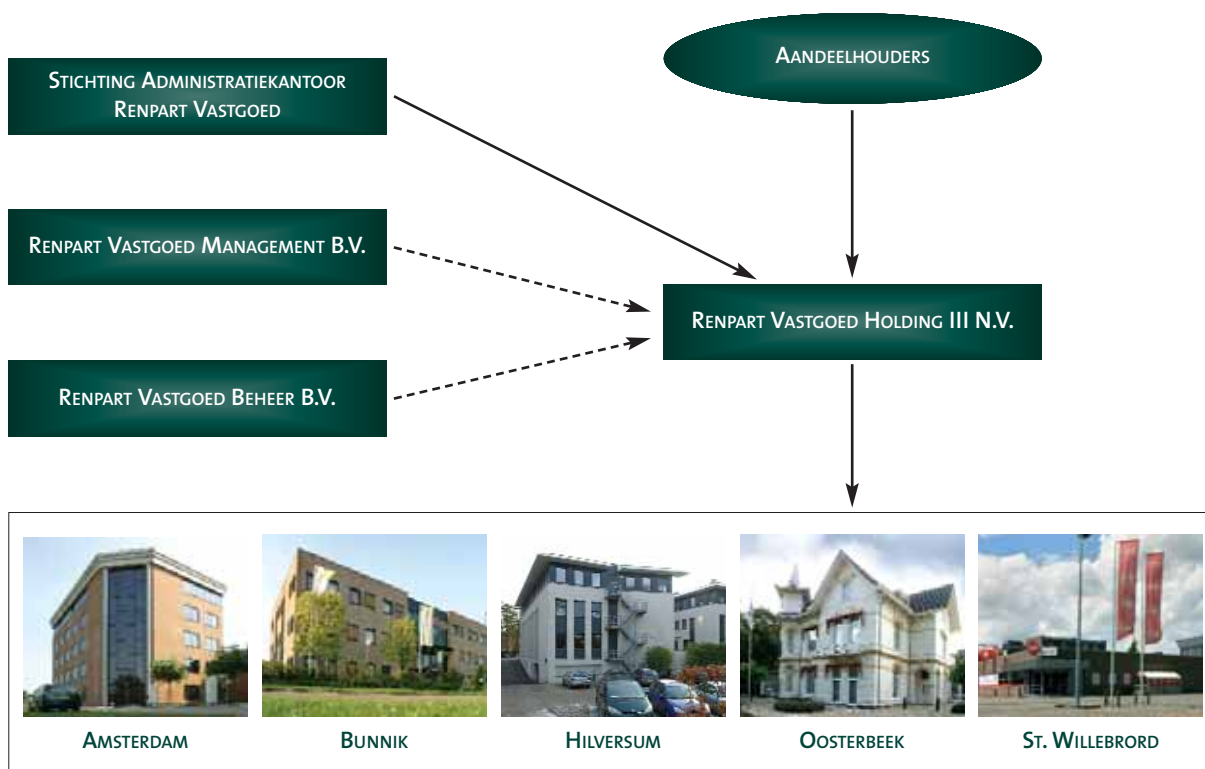 Aandeelhouders
Stichting Administratiekantoor
Renpart Vastgoed
Renpart Vastgoed Management B.V.
Renpart Vastgoed Holding III N.V.
Renpart Vastgoed Beheer B.V.
Amsterdam
Bunnik
Hilversum
Oosterbeek
St. Willebrord